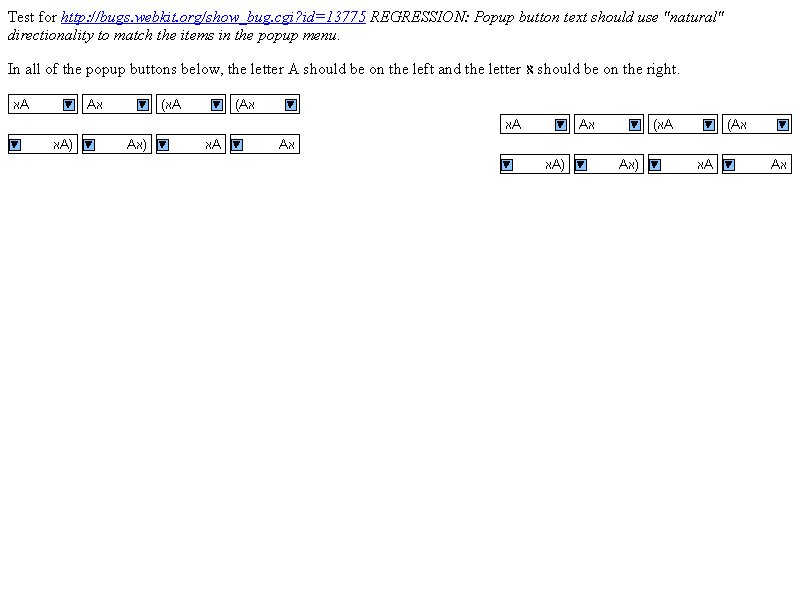 Test for http://bugs.webkit.org/show_bug.cgi?id=13775 REGRESSION: Popup button text should use "natural"
directionality to match the items in the popup menu.
In all of the popup buttons below, the letter A should be on the left and the letter א should be on the right.
אA Aא (אA (Aא
אA) Aא) אA Aא
אA Aא (אA (Aא
אA) Aא) אA Aא